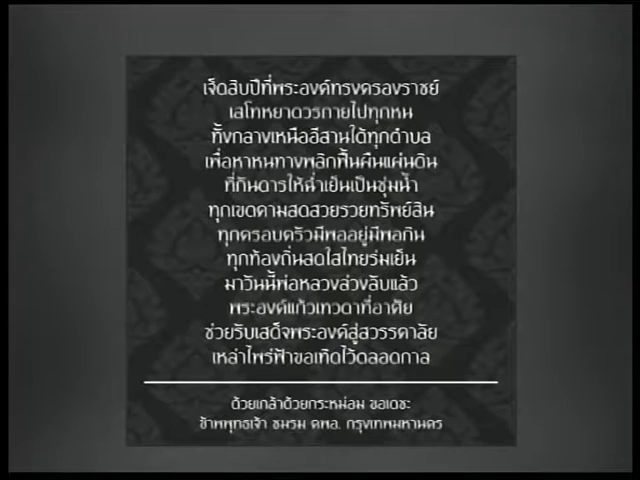 เจ็ดสิบปีที่พระองค์ทรงครองราชย์
เสโทหยาดวรกายไปทุกหน
ทั้งกลางเหนืออีสานใต้ทุกตำบล
เพื่อหาหนทางพลิกฟื้นคืนแผ่นดิน
ที่กันดารให้ฉ่ำเย็นเป็นชุ่มน้ำ
ทุกเขตคามสดสวยรวยทรัพย์สิน
ทุกครอบครัวมีพออยู่มีพอกิน
ทุกท้องถิ่นสดใสไทยร่มเย็น
มาวันนี้พ่อหลวงล่วงลับแล้ว
พระองค์แก้วเทวดาที่อาศัย
ช่วยรับเสด็จพระองค์สู่สวรรคาลัย
เหล่าไพร่ฟ้าขอเทิดไว้ตลอดกาล
ด้วยเกล้าด้วยกระหม่อม ขอเดชะ
ข้าพพุทธเจ้า ชมรม คพอ. กรุงเทพมหานคร